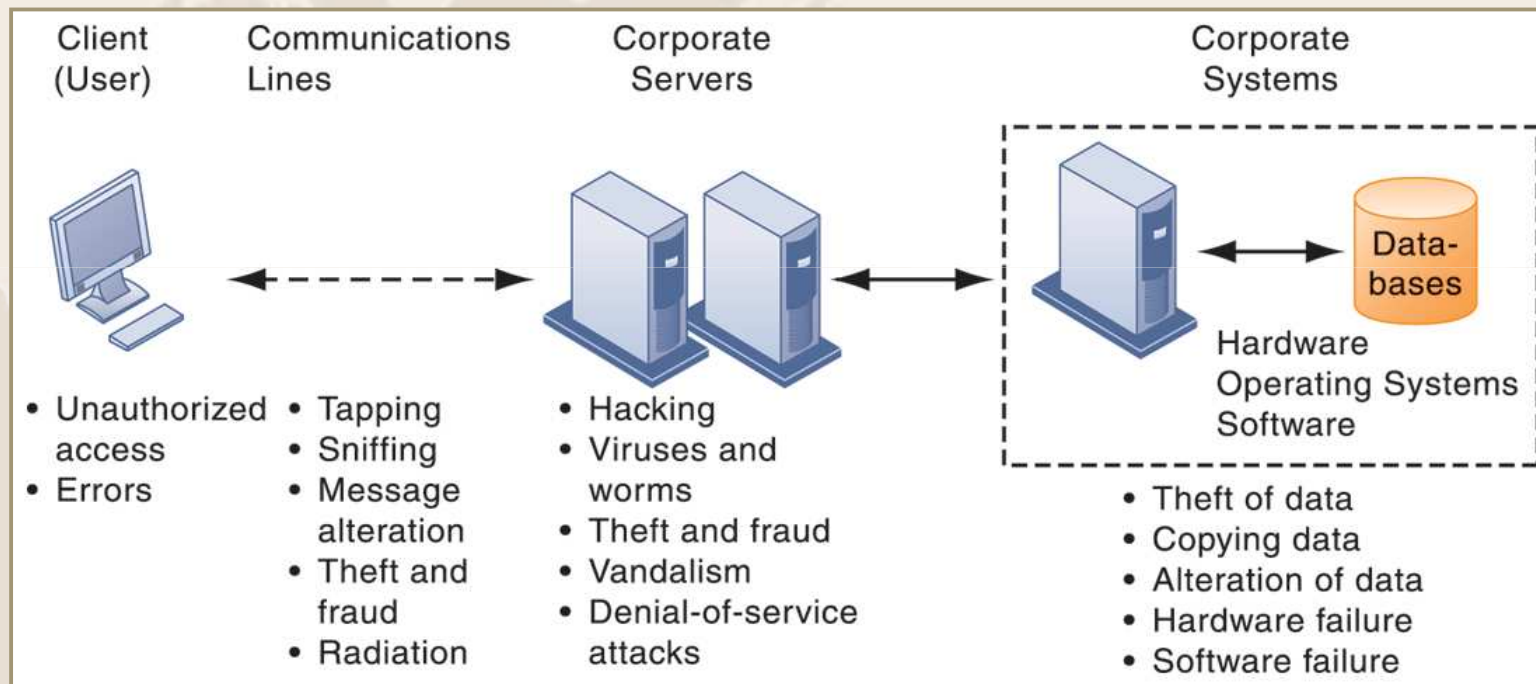 Client
(User)
Communications
Lines
Corporate
Servers
Corporate
Systems
Data-
bases
Hardware
Operating Systems
Software
• Unauthorized
access
• Errors
• Tapping
• Sniffing
• Message
alteration
• Theft and
fraud
• Radiation
• Hacking
• Viruses and
worms
• Theft and fraud
• Vandalism
• Denial-of-service
attacks
• Theft of data
• Copying data
• Alteration of data
• Hardware failure
• Software failure